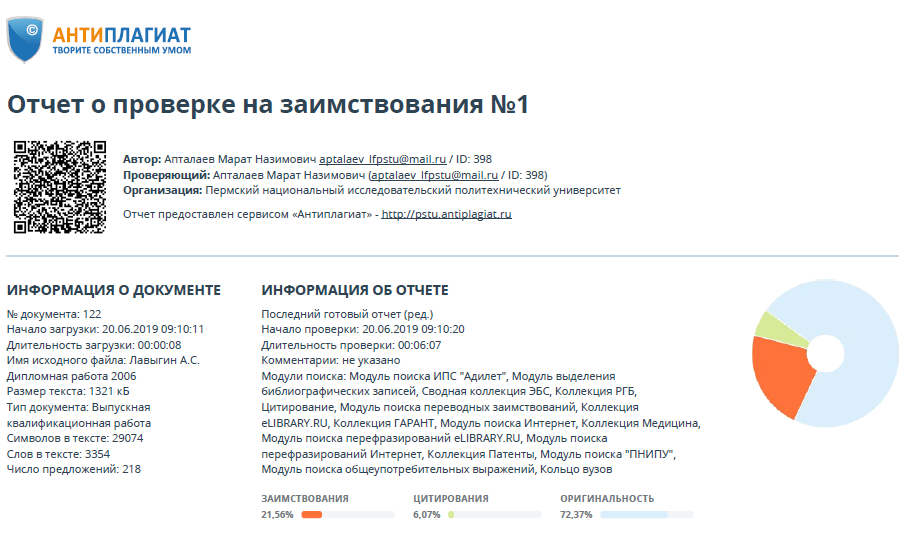 ©
АНТИПЛАГИАТ
ТВОРИТЕ СОБСТВЕННЫМ УМОМ
Отчет о проверке на заимствования №1
Автор: Апталаев Марат Назимович aptalaev_lfpstu@mail.ru / ID: 398
Проверяющий: Апталаев Марат Назимович (aptalaev_lfpstu@mail.ru / ID: 398)
Организация: Пермский национальный исследовательский политехнический университет
Отчет предоставлен сервисом «Антиплагиат» - http://pstu.antiplagiat.ru
ИНФОРМАЦИЯ О ДОКУМЕНТЕ
№ документа: 122
Начало загрузки: 20.06.2019 09:10:11
Длительность загрузки: 00:00:08
Имя исходного файла: Лавыгин А.С.
Дипломная работа 2006
Размер текста: 1321 кБ
Тип документа: Выпускная
квалификационная работа
Символов в тексте: 29074
Слов в тексте: 3354
Число предложений: 218
ИНФОРМАЦИЯ ОБ ОТЧЕТЕ
Последний готовый отчет (ред.)
Начало проверки: 20.06.2019 09:10:20
Длительность проверки: 00:06:07
Комментарии: не указано
Модули поиска: Модуль поиска ИПС "Адилет", Модуль выделения
библиографических записей, Сводная коллекция ЭБС, Коллекция РГБ,
Цитирование, Модуль поиска переводных заимствований, Коллекция
eLIBRARY.RU, Коллекция ГАРАНТ, Модуль поиска Интернет, Коллекция Медицина,
Модуль поиска перефразирований eLIBRARY.RU, Модуль поиска
перефразирований Интернет, Коллекция Патенты, Модуль поиска "ПНИПУ",
Модуль поиска общеупотребительных выражений, Кольцо вузов
ЗАИМСТВОВАНИЯ
21,56%
ЦИТИРОВАНИЯ
6,07%
ОРИГИНАЛЬНОСТЬ
72,37%